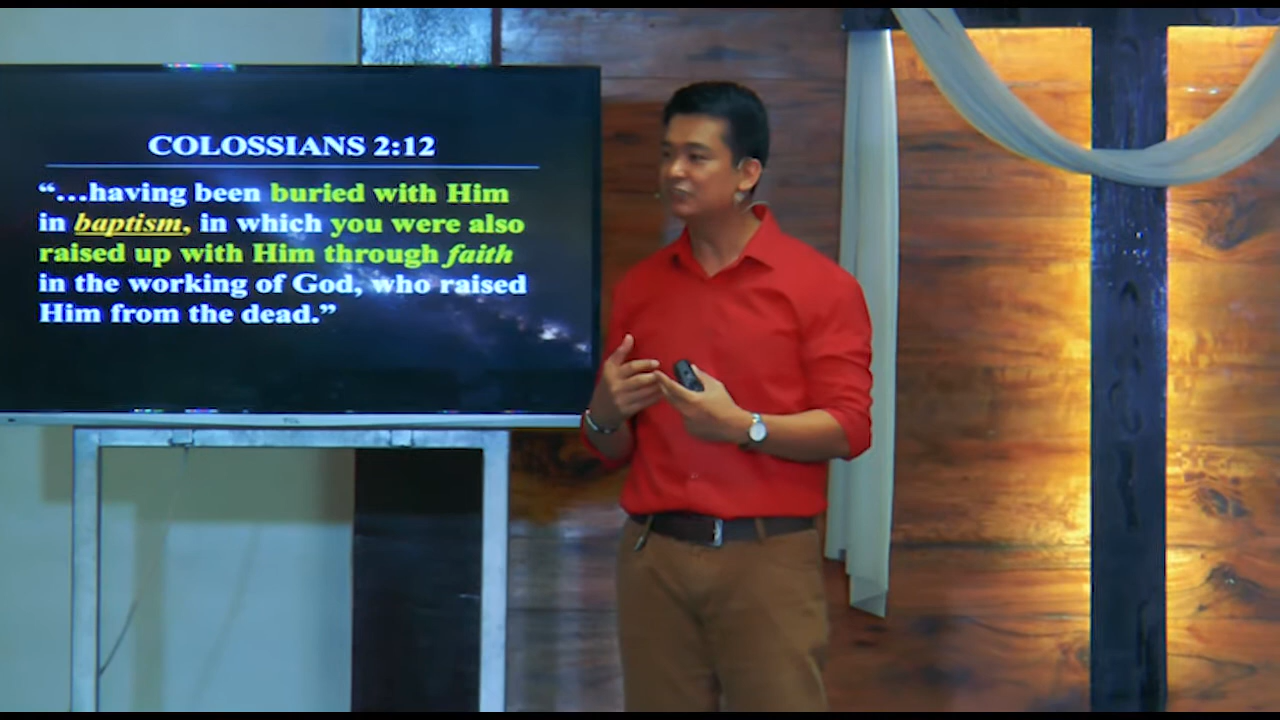 COLOSSIANS 2:12
“…having been buried with Him
in baptism, in which you were also
raised up with Him through faith
in the working of God, who raised
Him from the dead.”
TCL